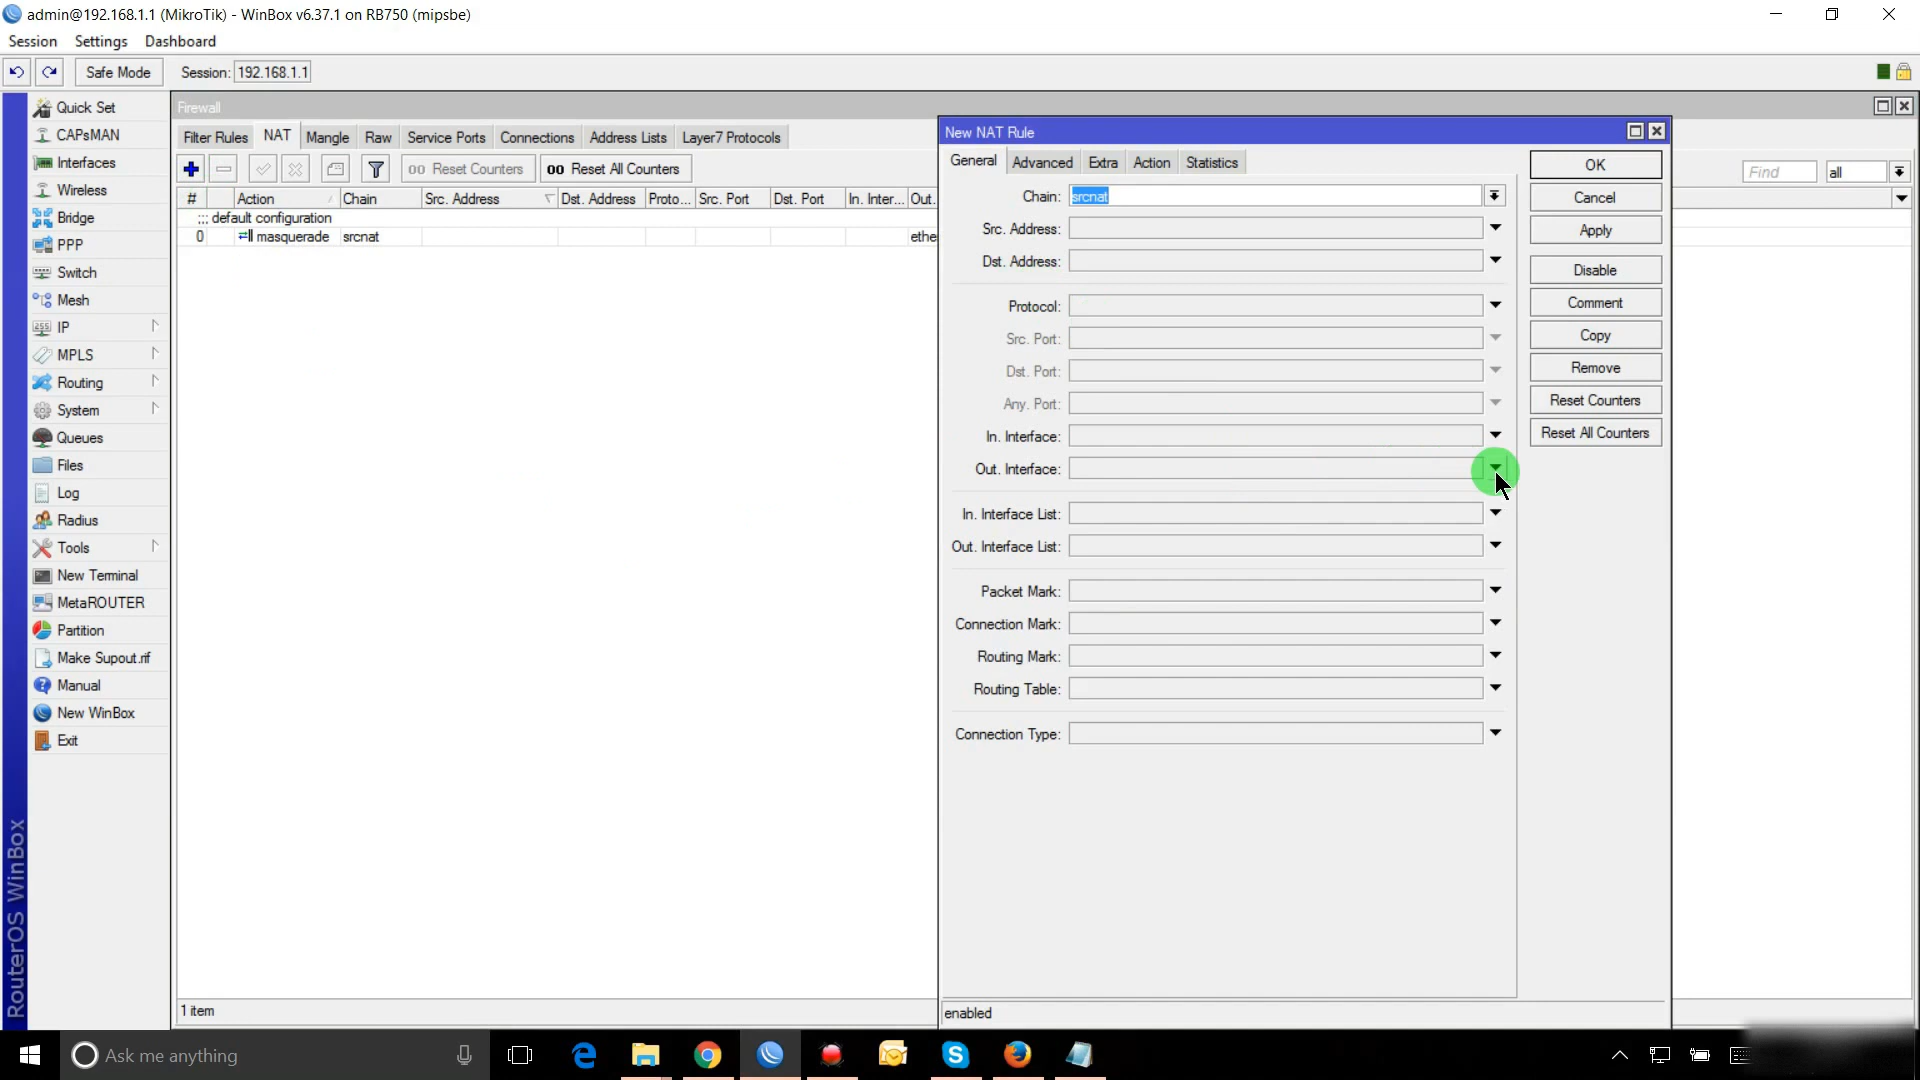 admin@192.168.1.1 (MikroTik) - WinBox v6.37.1 on RB750 (mipsbe)
Session Settings Dashboard
Safe Mode Session: 192.168.1.1
Quick Set
CAPsMAN
Interfaces
Wireless
Bridge
PPP
Switch
Mesh
IP
MPLS
Routing
System
Queues
Files
Log
Radius
Tools
New Terminal
MetaROUTER
Partition
Make Supout.rif
Manual
New WinBox
Exit
RouterOS WinBox
Firewall
Filter Rules NAT Mangle Raw Service Ports Connections Address Lists Layer7 Protocols
00 Reset Counters 00 Reset All Counters
Find all
# Action Chain Src. Address Dst. Address Proto... Src. Port Dst. Port In. Inter... Out.
::: default configuration
0 masquerade srcnat ethe
1 item
New NAT Rule
General Advanced Extra Action Statistics
Chain: srcnat
Src. Address:
Dst. Address:
Protocol:
Src. Port:
Dst. Port:
Any. Port:
In. Interface:
Out. Interface:
In. Interface List:
Out. Interface List:
Packet Mark:
Connection Mark:
Routing Mark:
Routing Table:
Connection Type:
OK
Cancel
Apply
Disable
Comment
Copy
Remove
Reset Counters
Reset All Counters
enabled
Ask me anything